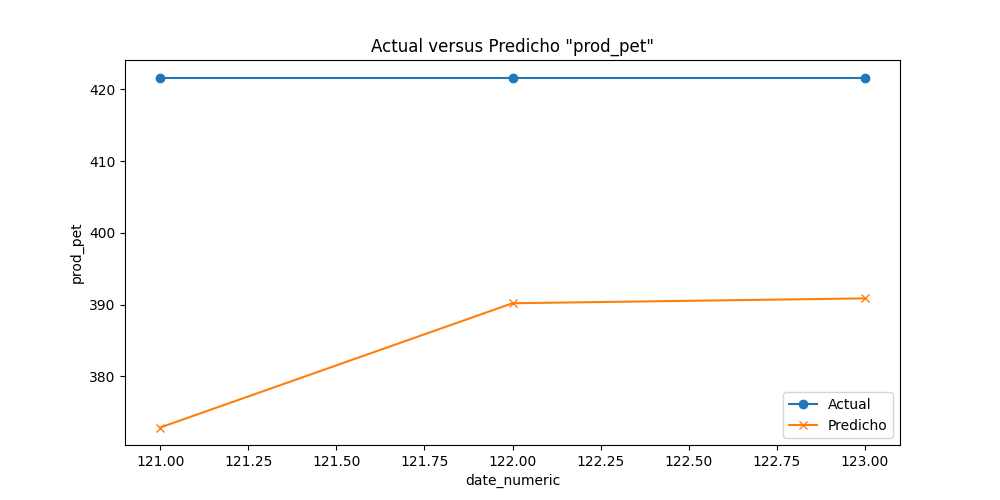 Actual versus Predicho "prod_pet"
420
410
400
390
380
prod_pet
121.00 121.25 121.50 121.75 122.00 122.25 122.50 122.75 123.00
date_numeric
Actual
Predicho